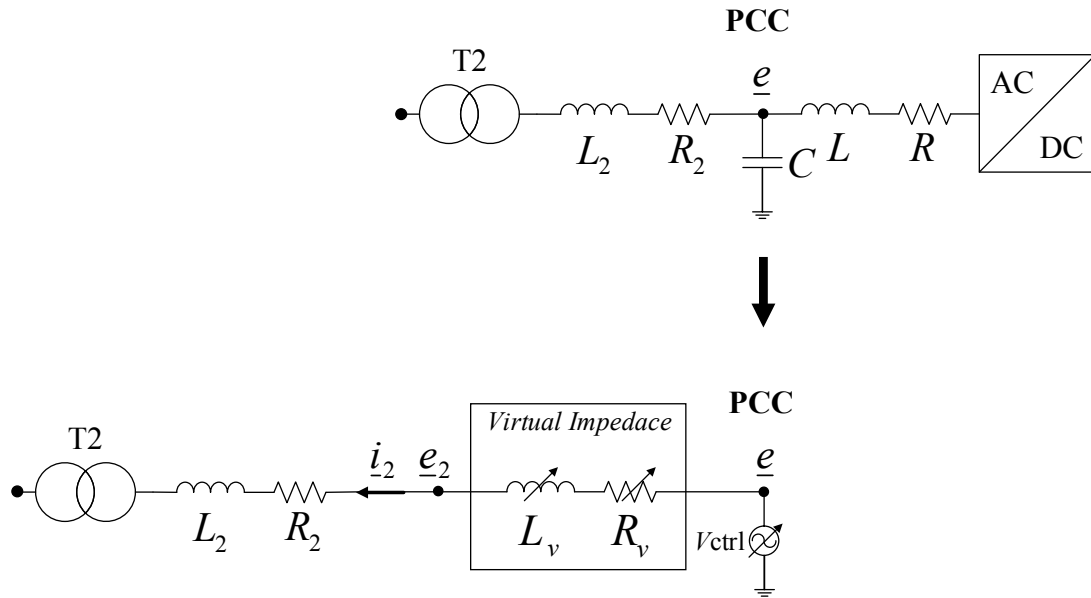 PCC
T2
e
AC
DC
L2
R2
C
L
R
PCC
Virtual Impedace
T2
i2
e2
e
L2
R2
Lv
Rv
Vctrl